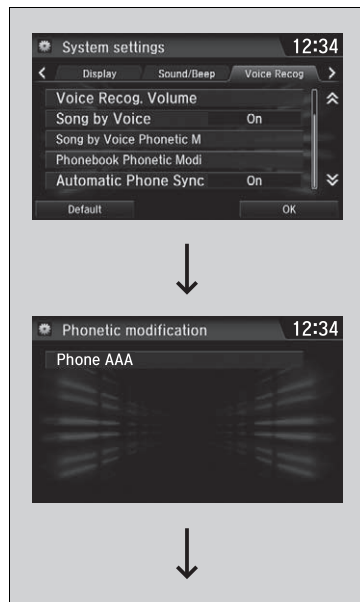 System settings 12:34
Display Sound/Beep Voice Recog
Voice Recog. Volume
Song by Voice On
Song by Voice Phonetic M
Phonebook Phonetic Modi
Automatic Phone Sync On
Default OK
Phonetic modification 12:34
Phone AAA